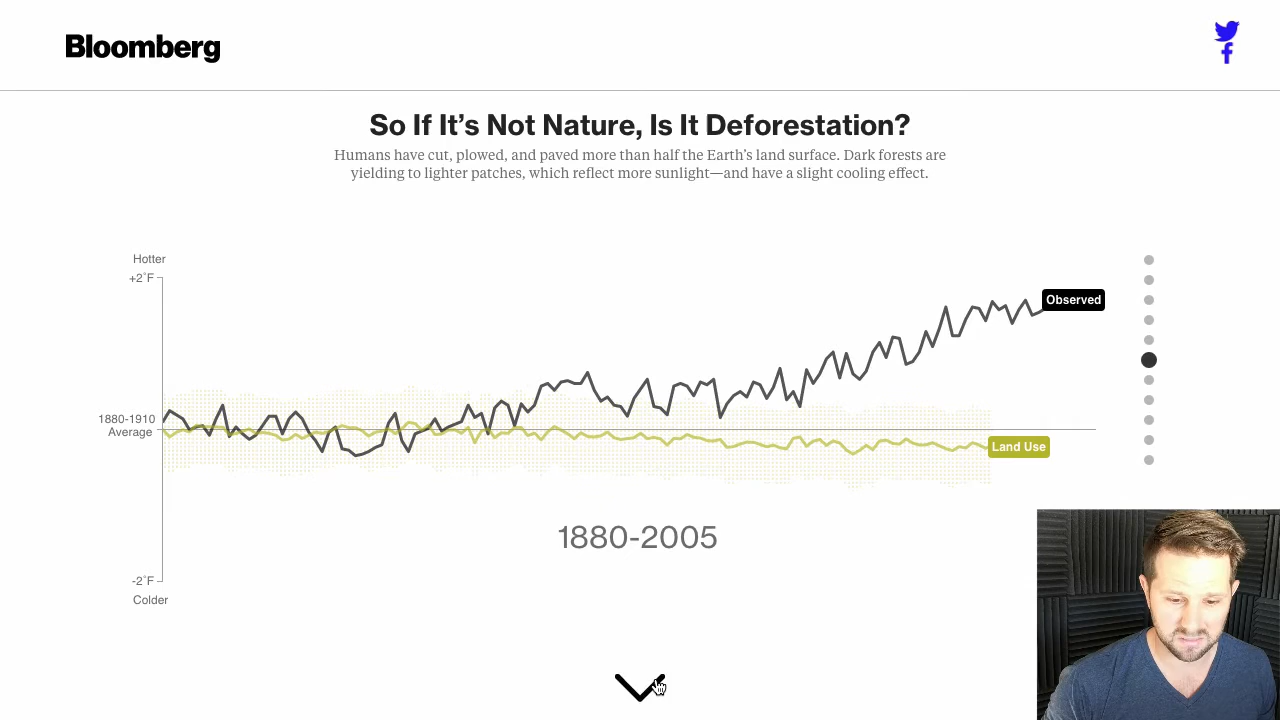 Bloomberg
So If It’s Not Nature, Is It Deforestation?
Humans have cut, plowed, and paved more than half the Earth’s land surface. Dark forests are
yielding to lighter patches, which reflect more sunlight—and have a slight cooling effect.
Hotter
+2°F
Observed
1880-1910
Average
Land Use
1880-2005
-2°F
Colder